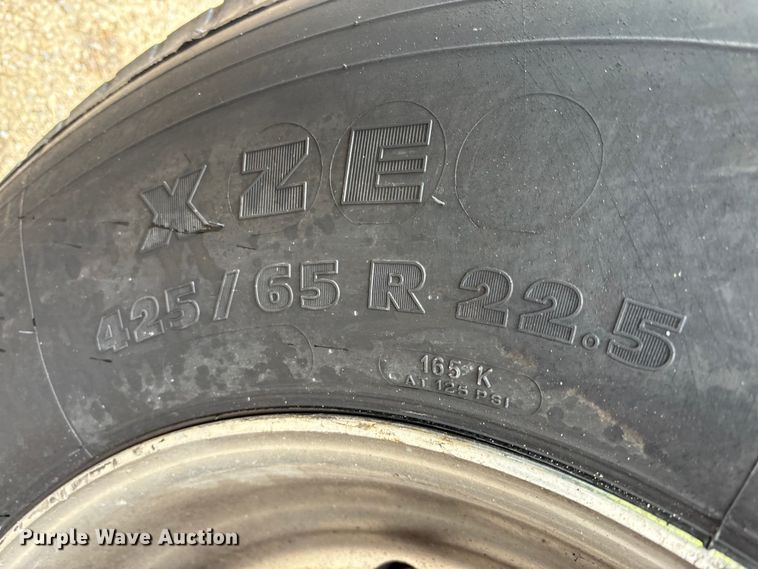 XZE
425/65 R 22.5
165 K
AT 125 PSI
Purple Wave Auction